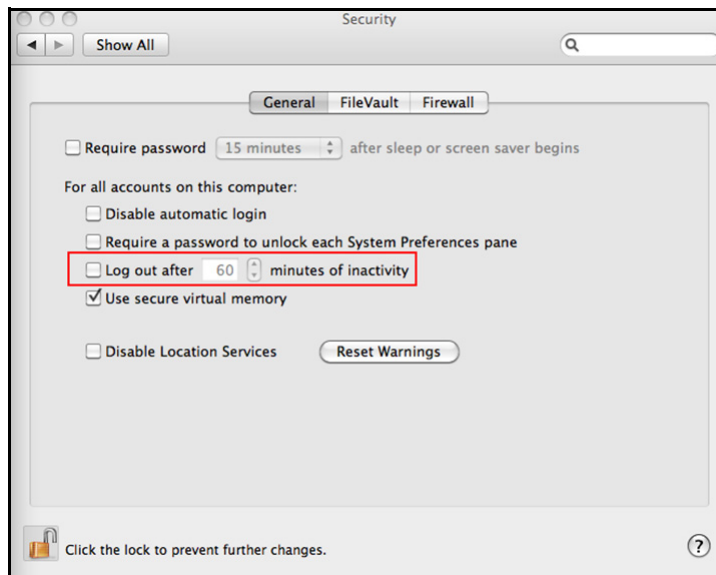 Security
Show All
General FileVault Firewall
Require password 15 minutes after sleep or screen saver begins
For all accounts on this computer:
Disable automatic login
Require a password to unlock each System Preferences pane
Log out after 60 minutes of inactivity
Use secure virtual memory
Disable Location Services Reset Warnings
Click the lock to prevent further changes. ?